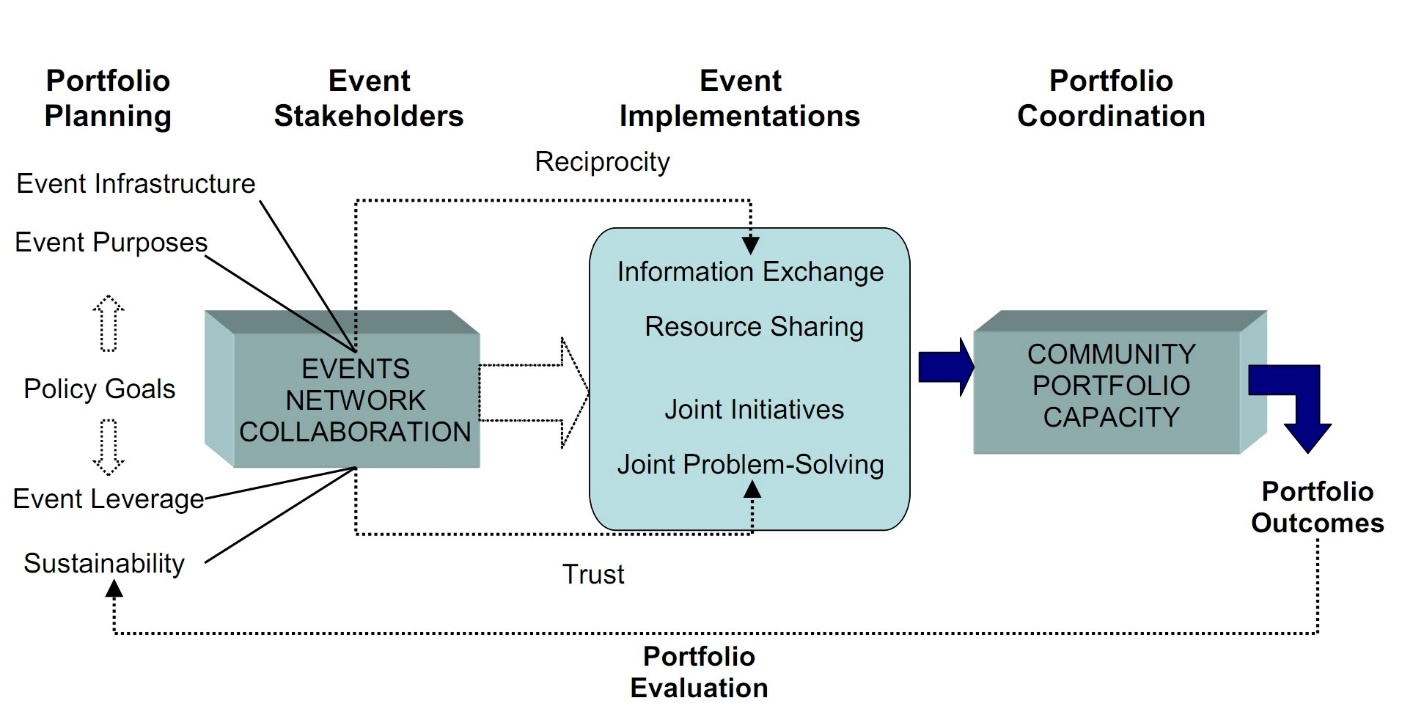 Portfolio
Planning
Event
Stakeholders
Event
Implementations
Portfolio
Coordination
Reciprocity
Event Infrastructure
Event Purposes
Policy Goals
Event Leverage
Sustainability
EVENTS
NETWORK
COLLABORATION
Information Exchange
Resource Sharing
Joint Initiatives
Joint Problem-Solving
COMMUNITY
PORTFOLIO
CAPACITY
Portfolio
Outcomes
Trust
Portfolio
Evaluation